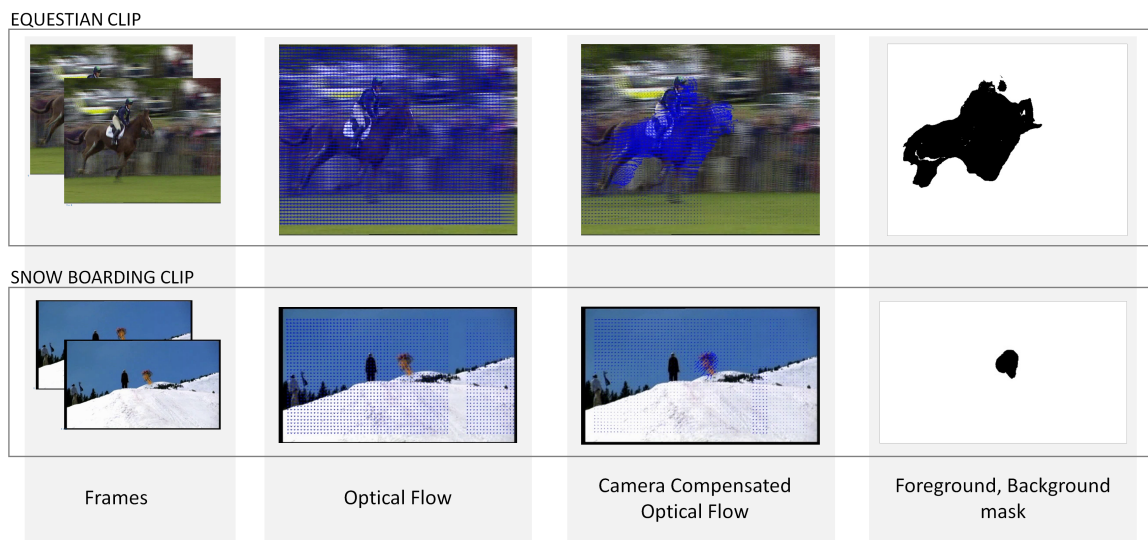 EQUESTIAN CLIP
SNOW BOARDING CLIP
Frames
Optical Flow
Camera Compensated
Optical Flow
Foreground, Background
mask